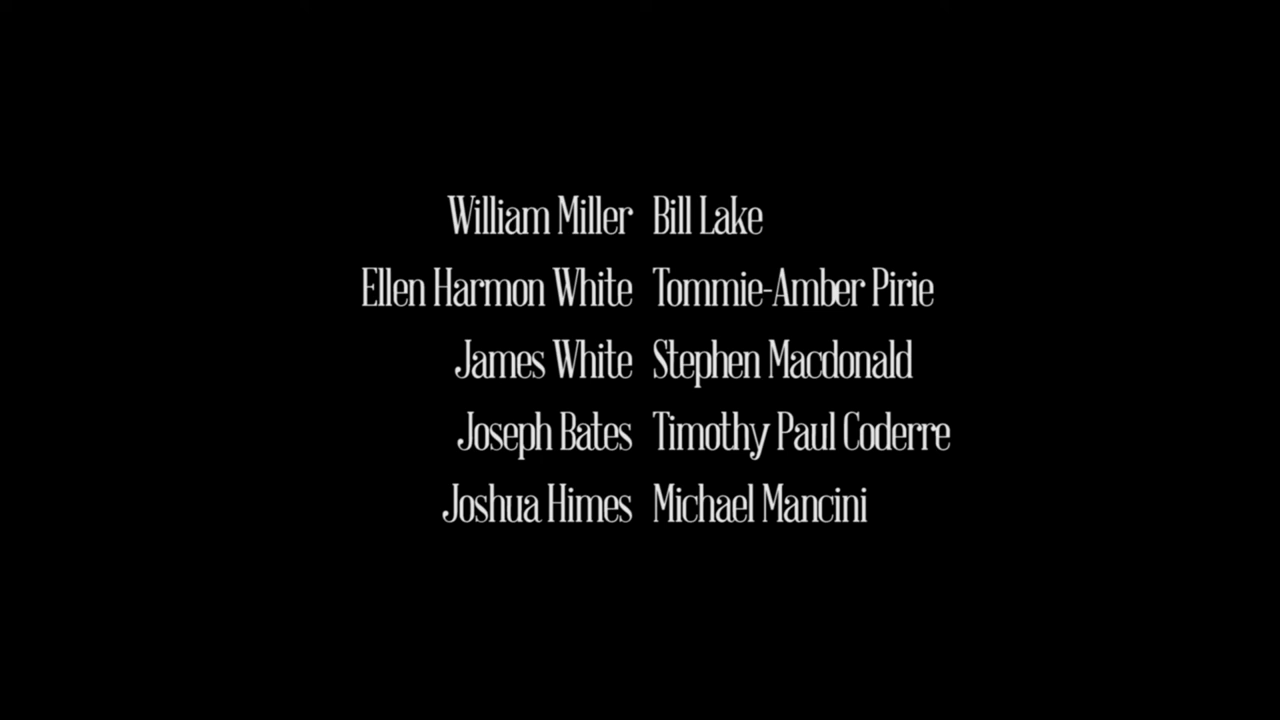 William Miller Bill Lake
Ellen Harmon White Tommie-Amber Pirie
James White Stephen Macdonald
Joseph Bates Timothy Paul Coderre
Joshua Himes Michael Mancini